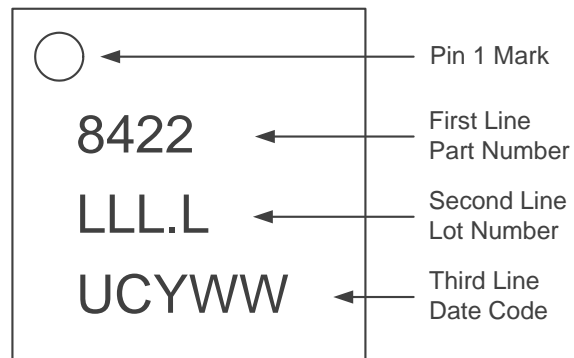 Pin 1 Mark
8422
First Line
Part Number
LLL.L
Second Line
Lot Number
UCYWW
Third Line
Date Code